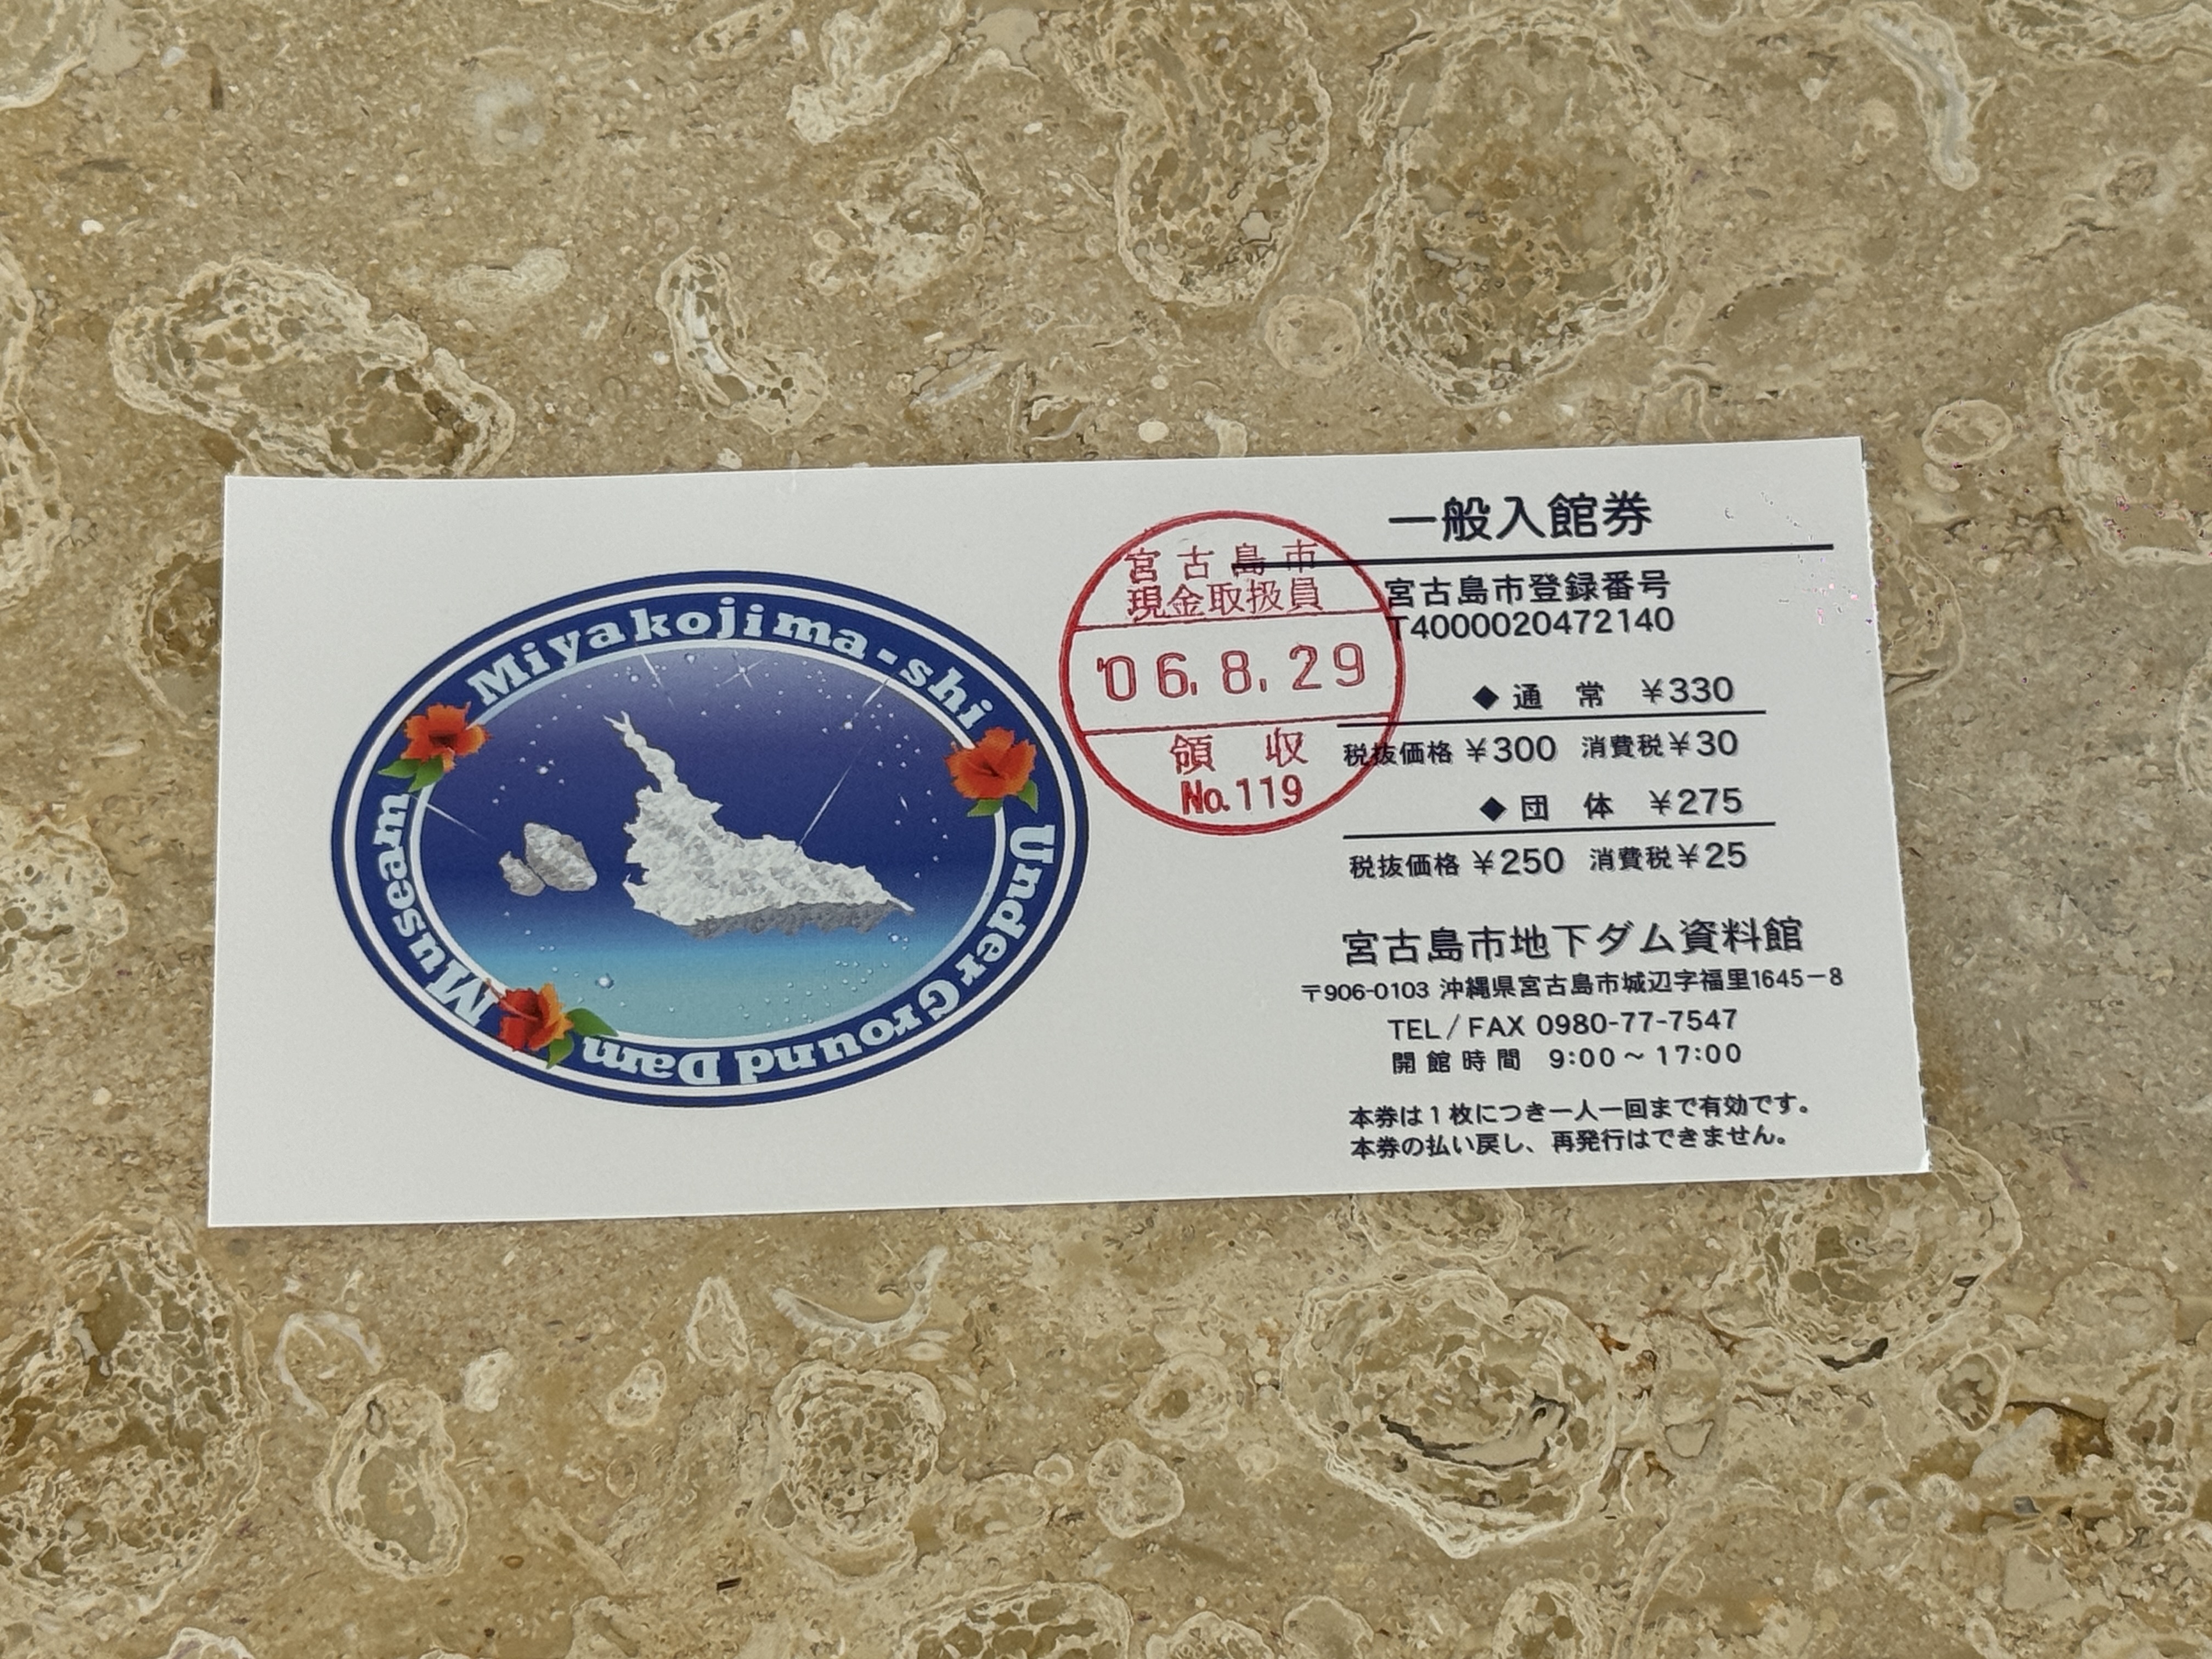 Miyakojima-shi
UnderGround Dam
Museam
宮古島市
現金取扱員
'06.8.29
領 収
No.119
一般入館券
宮古島市登録番号
T4000020472140
◆ 通 常 ¥330
税抜価格 ¥300 消費税¥30
◆ 団 体 ¥275
税抜価格 ¥250 消費税¥25
宮古島市地下ダム資料館
〒906-0103 沖縄県宮古島市城辺字福里1645-8
TEL/FAX 0980-77-7547
開館時間 9:00~17:00
本券は1枚につき一人一回まで有効です。
本券の払い戻し、再発行はできません。